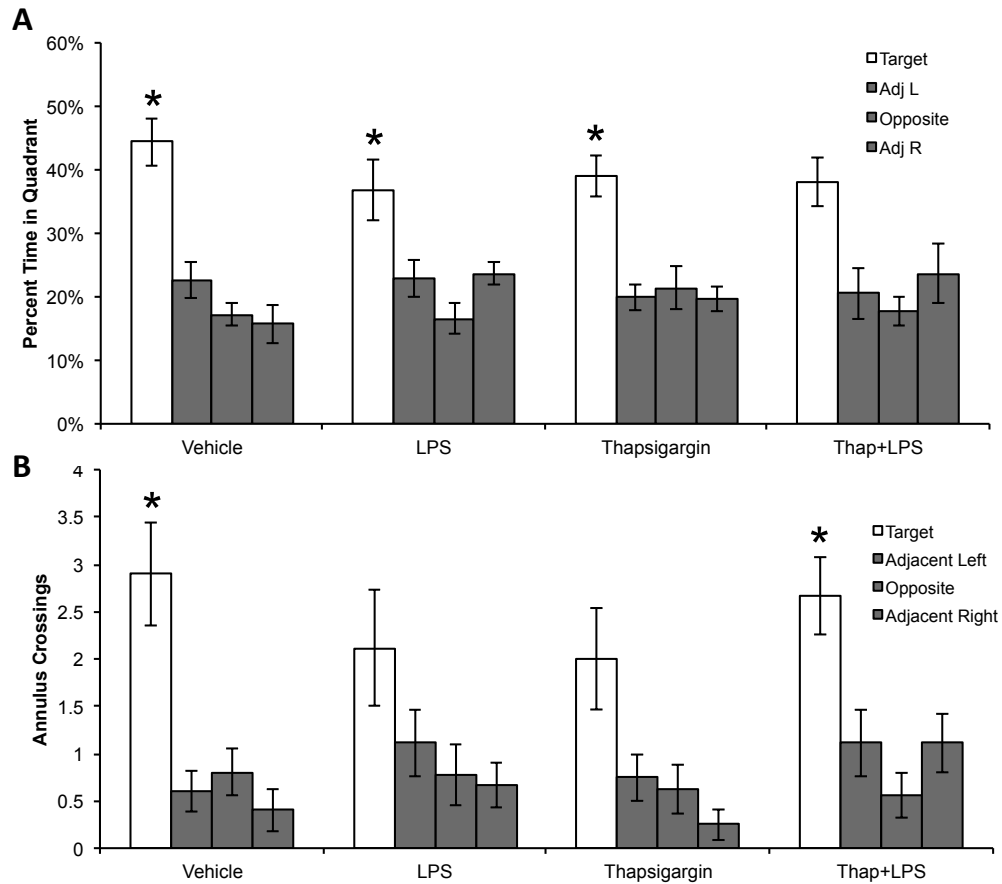 A
60%
50%
40%
30%
20%
10%
0%
Percent Time in Quadrant
*
*
*
Target
Adj L
Opposite
Adj R
Vehicle LPS Thapsigargin Thap+LPS
B
4
3.5
3
2.5
2
1.5
1
0.5
0
Annulus Crossings
*
*
Target
Adjacent Left
Opposite
Adjacent Right
Vehicle LPS Thapsigargin Thap+LPS